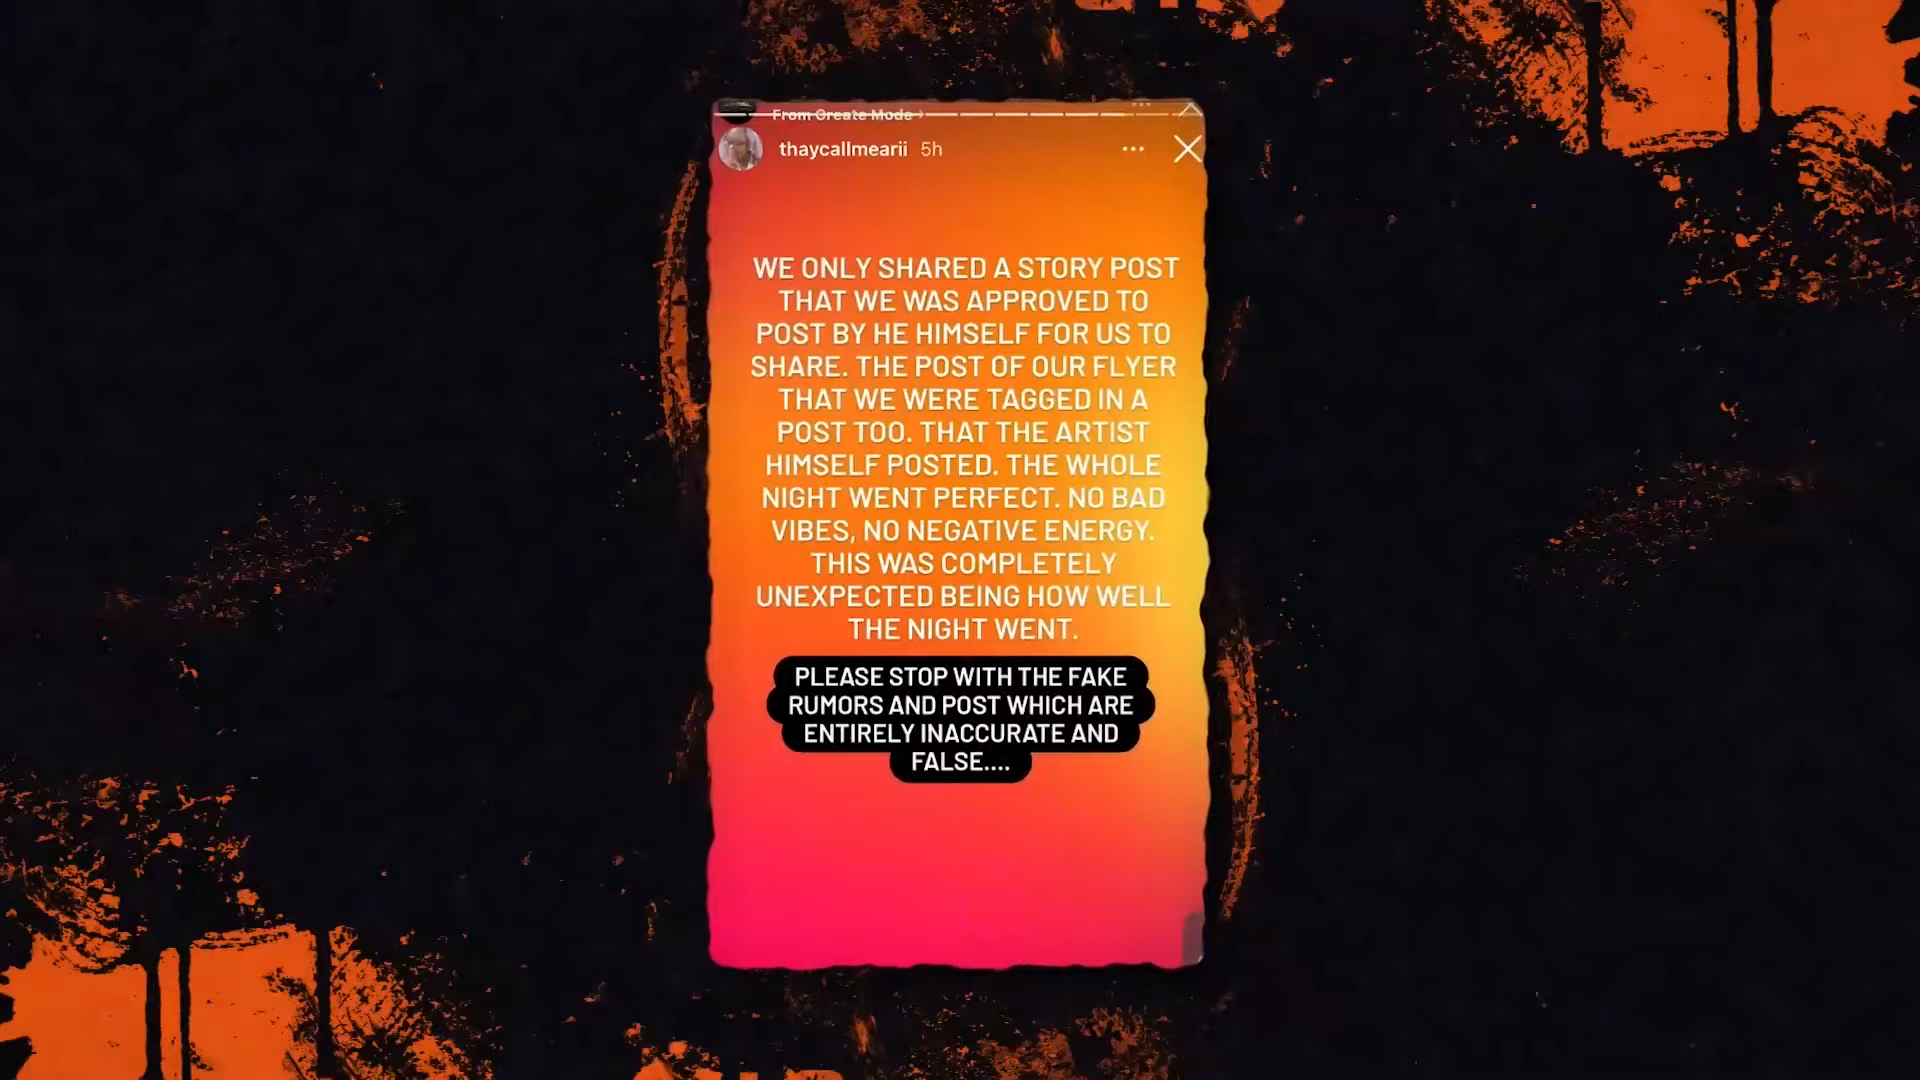 From Create Mode
thaycallmearii 5h
WE ONLY SHARED A STORY POST
THAT WE WAS APPROVED TO
POST BY HE HIMSELF FOR US TO
SHARE. THE POST OF OUR FLYER
THAT WE WERE TAGGED IN A
POST TOO. THAT THE ARTIST
HIMSELF POSTED. THE WHOLE
NIGHT WENT PERFECT. NO BAD
VIBES, NO NEGATIVE ENERGY.
THIS WAS COMPLETELY
UNEXPECTED BEING HOW WELL
THE NIGHT WENT.
PLEASE STOP WITH THE FAKE
RUMORS AND POST WHICH ARE
ENTIRELY INACCURATE AND
FALSE....